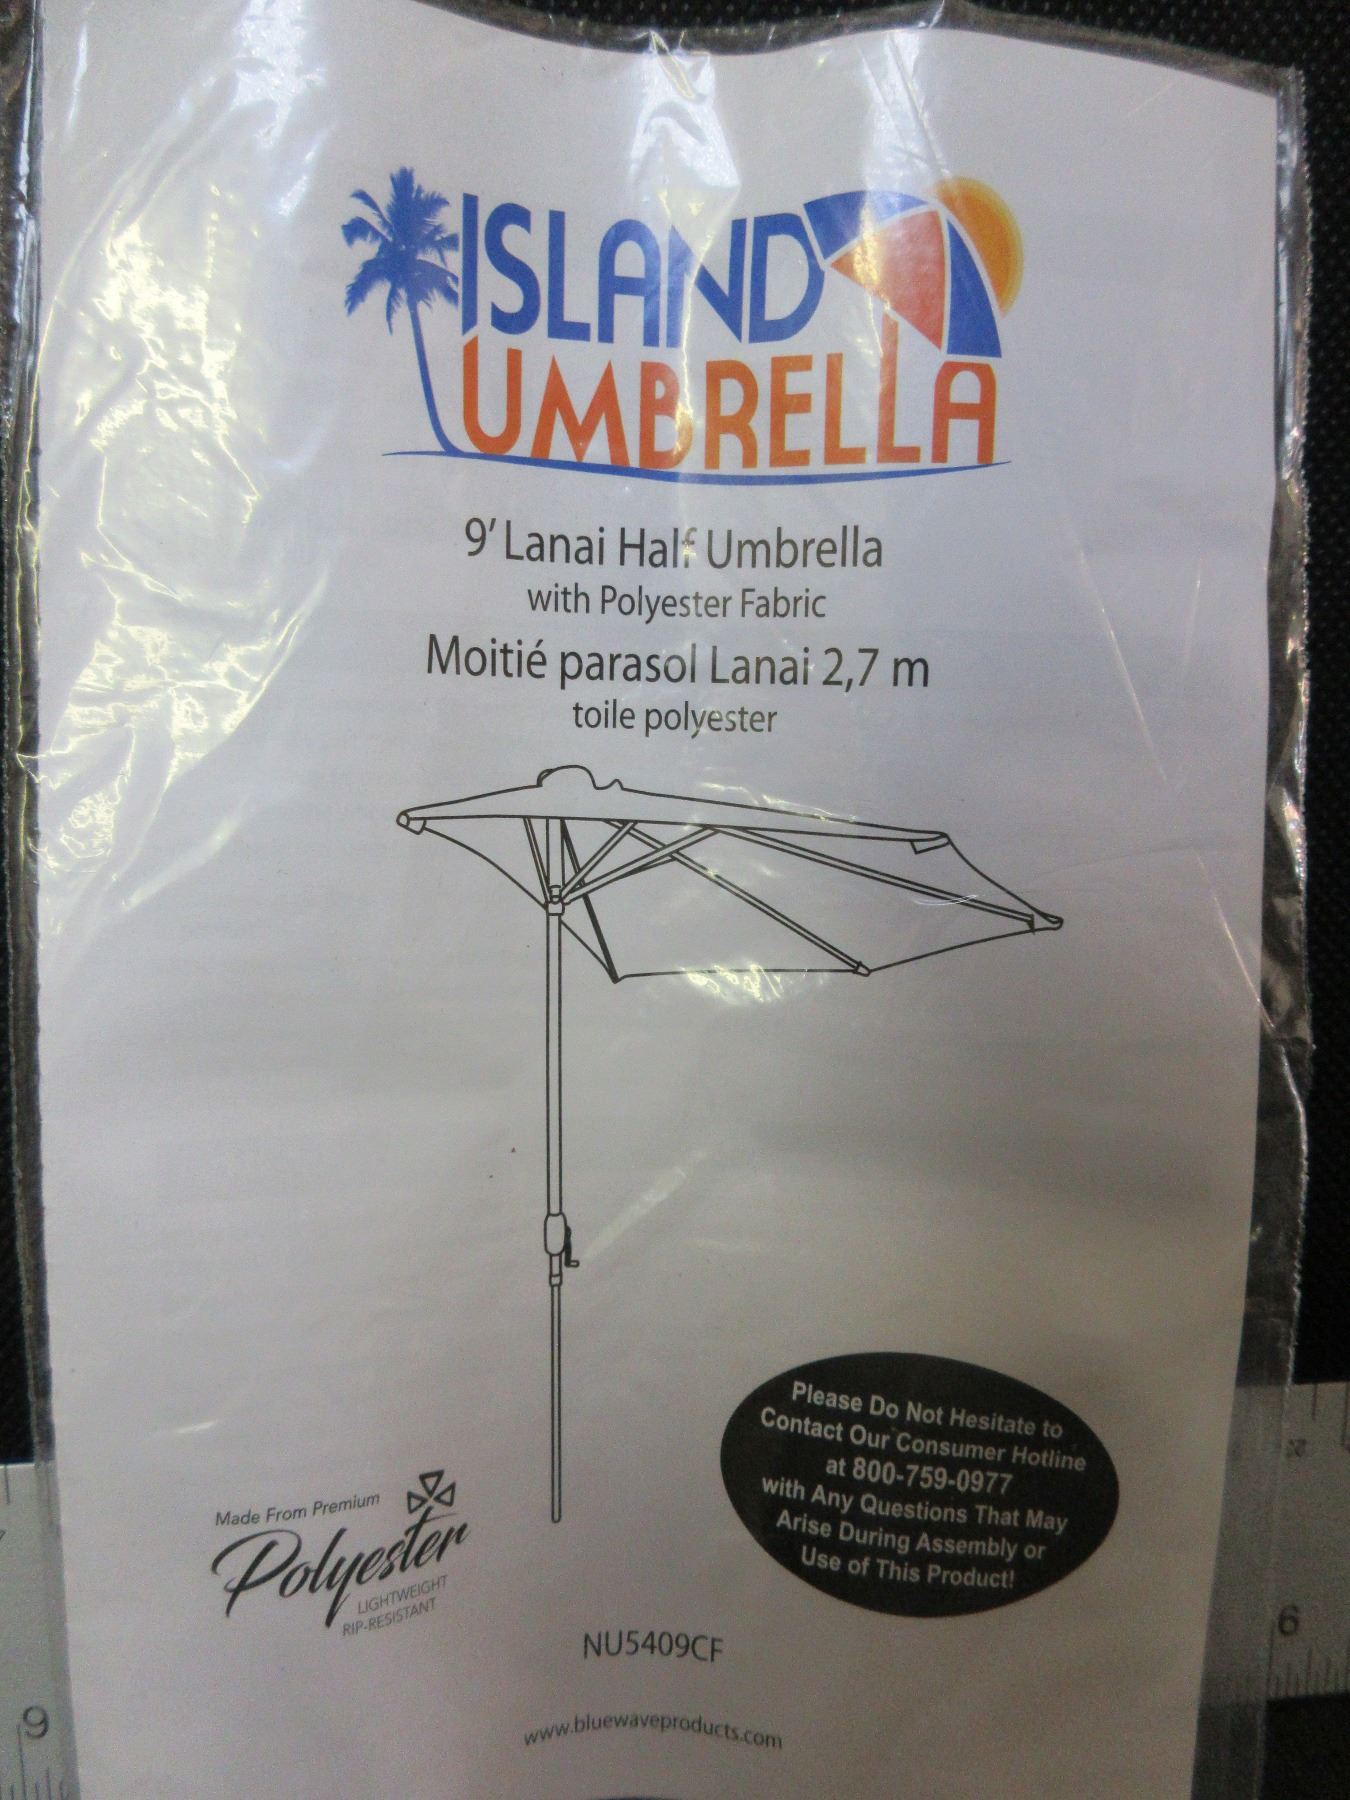 ISLAND
UMBRELLA
9' Lanai Half Umbrella
with Polyester Fabric
Moitié parasol Lanai 2,7 m
toile polyester
Please Do Not Hesitate to
Contact Our Consumer Hotline
at 800-759-0977
with Any Questions That May
Arise During Assembly or
Use of This Product!
Made From Premium
Polyester
LIGHTWEIGHT
RIP-RESISTANT
NU5409CF
www.bluewaveproducts.com
9
6